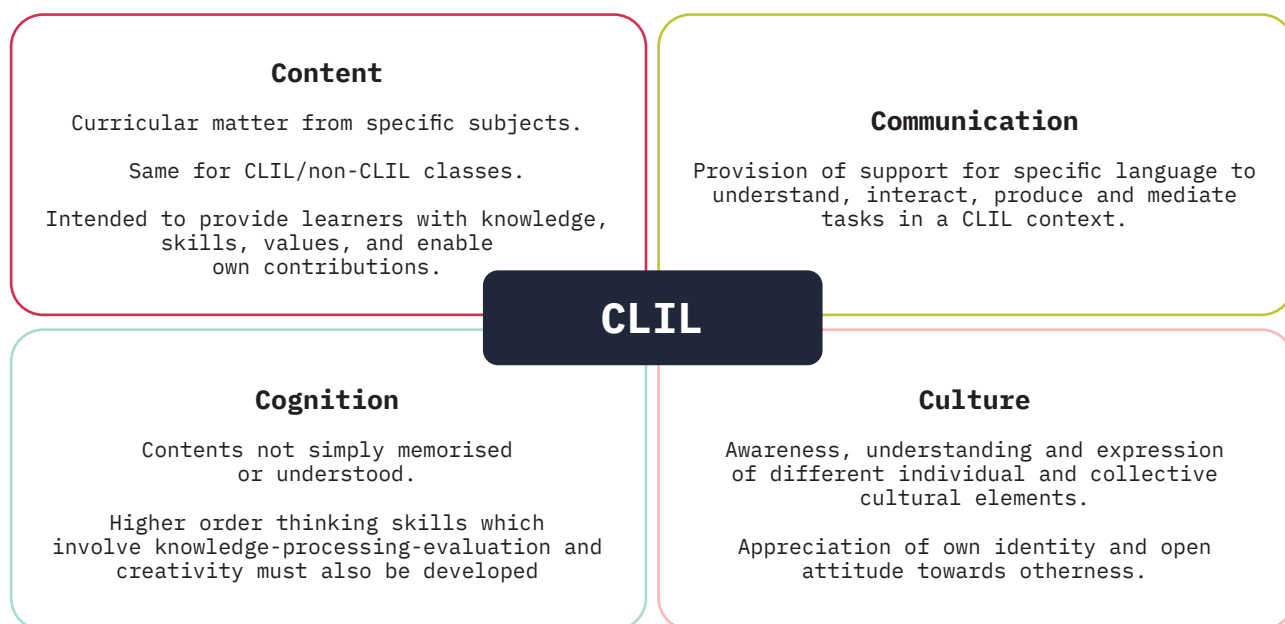 Content
Curricular matter from specific subjects.
Same for CLIL/non-CLIL classes.
Intended to provide learners with knowledge,
skills, values, and enable
own contributions.
Communication
Provision of support for specific language to
understand, interact, produce and mediate
tasks in a CLIL context.
CLIL
Cognition
Contents not simply memorised
or understood.
Higher order thinking skills which
involve knowledge-processing-evaluation and
creativity must also be developed
Culture
Awareness, understanding and expression
of different individual and collective
cultural elements.
Appreciation of own identity and open
attitude towards otherness.